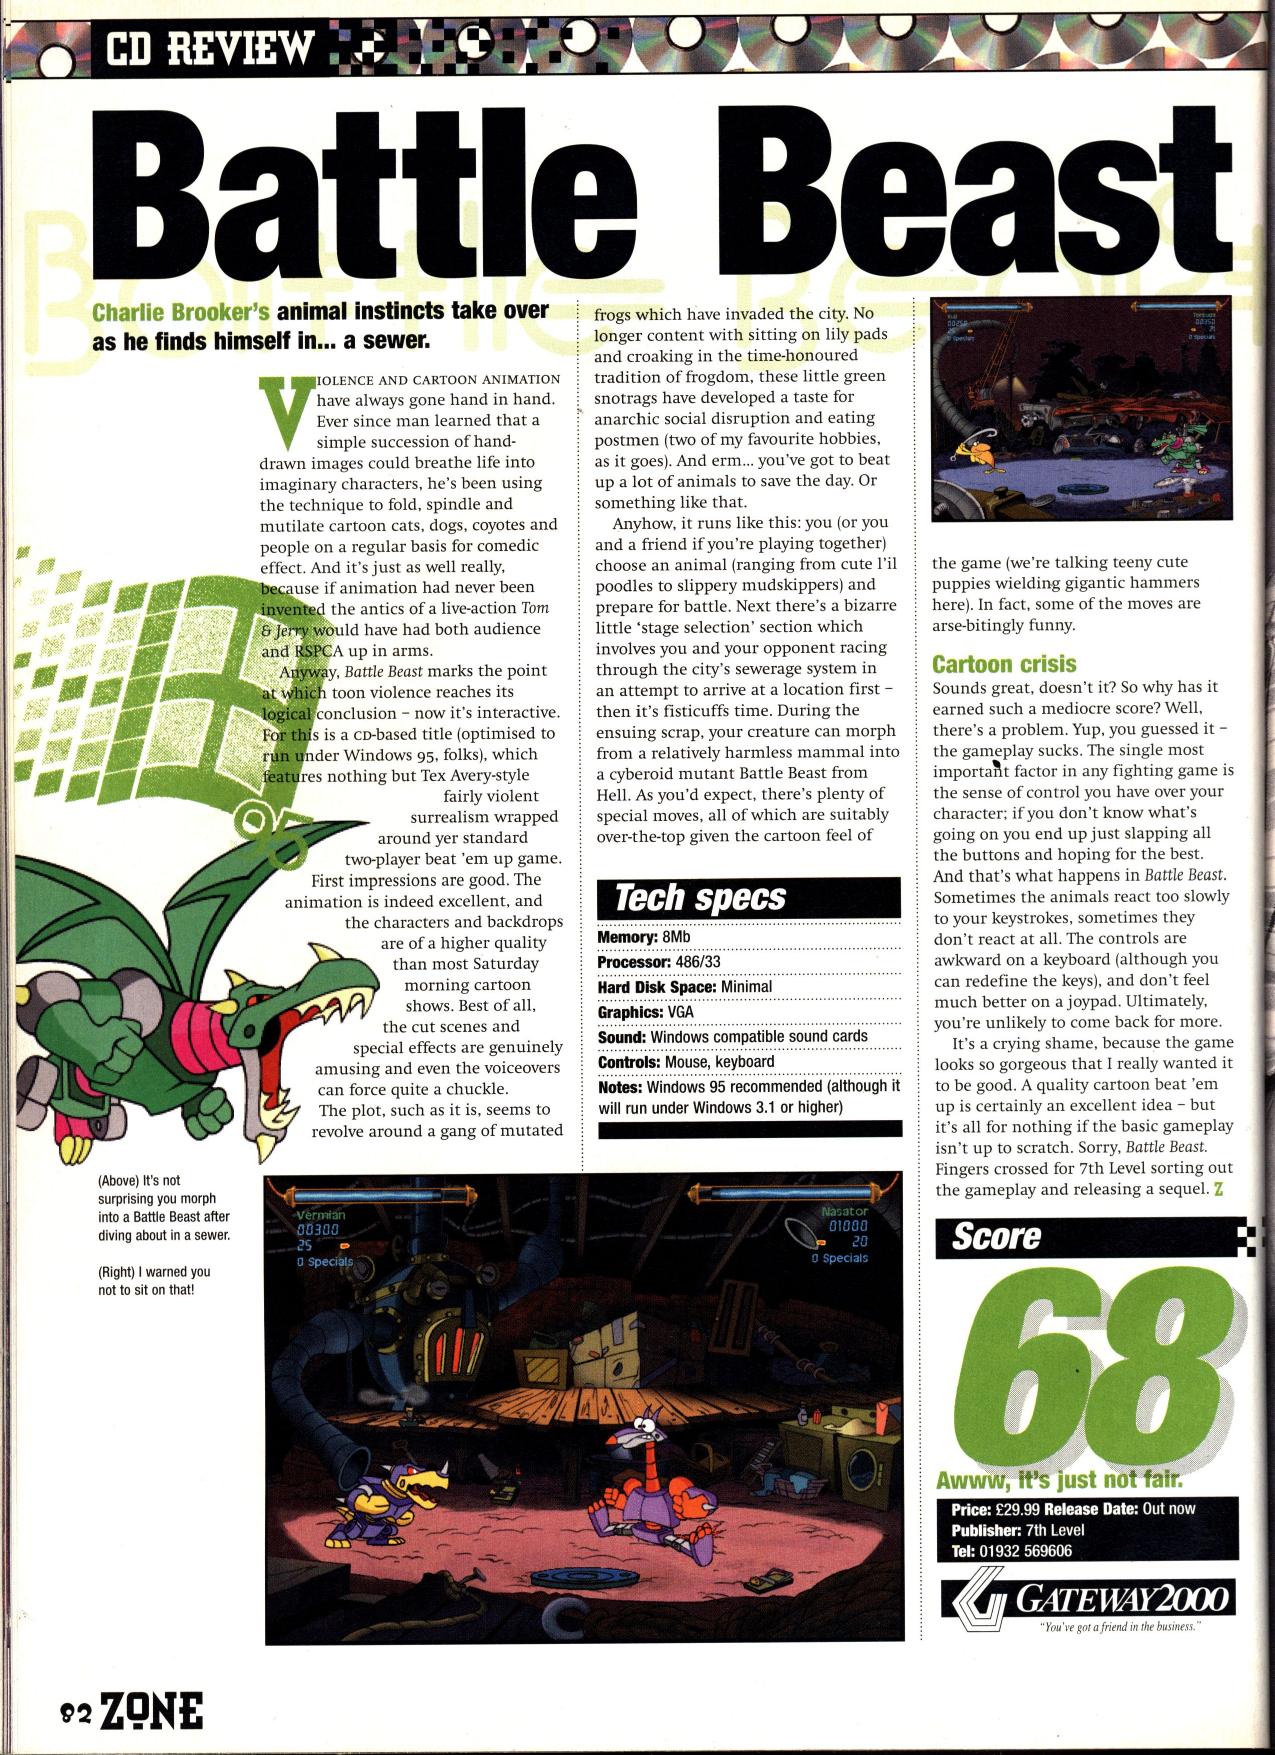 CD REVIEW
Battle Beast
Charlie Brooker's animal instincts take over
as he finds himself in... a sewer.
VIOLENCE AND CARTOON ANIMATION
have always gone hand in hand.
Ever since man learned that a
simple succession of hand-
drawn images could breathe life into
imaginary characters, he's been using
the technique to fold, spindle and
mutilate cartoon cats, dogs, coyotes and
people on a regular basis for comedic
effect. And it's just as well really,
because if animation had never been
invented the antics of a live-action Tom
& Jerry would have had both audience
and RSPCA up in arms.
Anyway, Battle Beast marks the point
at which toon violence reaches its
logical conclusion – now it's interactive.
For this is a CD-based title (optimised to
run under Windows 95, folks), which
features nothing but Tex Avery-style
fairly violent
surrealism wrapped
around yer standard
two-player beat 'em up game.
First impressions are good. The
animation is indeed excellent, and
the characters and backdrops
are of a higher quality
than most Saturday
morning cartoon
shows. Best of all,
the cut scenes and
special effects are genuinely
amusing and even the voiceovers
can force quite a chuckle.
The plot, such as it is, seems to
revolve around a gang of mutated
95
(Above) It's not
surprising you morph
into a Battle Beast after
diving about in a sewer.
(Right) I warned you
not to sit on that!
frogs which have invaded the city. No
longer content with sitting on lily pads
and croaking in the time-honoured
tradition of frogdom, these little green
snotrags have developed a taste for
anarchic social disruption and eating
postmen (two of my favourite hobbies,
as it goes). And erm... you've got to beat
up a lot of animals to save the day. Or
something like that.
Anyhow, it runs like this: you (or you
and a friend if you're playing together)
choose an animal (ranging from cute l'il
poodles to slippery mudskippers) and
prepare for battle. Next there's a bizarre
little 'stage selection' section which
involves you and your opponent racing
through the city's sewerage system in
an attempt to arrive at a location first –
then it's fisticuffs time. During the
ensuing scrap, your creature can morph
from a relatively harmless mammal into
a cyberoid mutant Battle Beast from
Hell. As you'd expect, there's plenty of
special moves, all of which are suitably
over-the-top given the cartoon feel of
Tech specs
Memory: 8Mb
Processor: 486/33
Hard Disk Space: Minimal
Graphics: VGA
Sound: Windows compatible sound cards
Controls: Mouse, keyboard
Notes: Windows 95 recommended (although it
will run under Windows 3.1 or higher)
Vermian
00300
25
0 Specials
Nasator
01000
20
0 Specials
0 Specials
0 Specials
the game (we're talking teeny cute
puppies wielding gigantic hammers
here). In fact, some of the moves are
arse-bitingly funny.
Cartoon crisis
Sounds great, doesn't it? So why has it
earned such a mediocre score? Well,
there's a problem. Yup, you guessed it –
the gameplay sucks. The single most
important factor in any fighting game is
the sense of control you have over your
character; if you don't know what's
going on you end up just slapping all
the buttons and hoping for the best.
And that's what happens in Battle Beast.
Sometimes the animals react too slowly
to your keystrokes, sometimes they
don't react at all. The controls are
awkward on a keyboard (although you
can redefine the keys), and don't feel
much better on a joypad. Ultimately,
you're unlikely to come back for more.
It's a crying shame, because the game
looks so gorgeous that I really wanted it
to be good. A quality cartoon beat 'em
up is certainly an excellent idea – but
it's all for nothing if the basic gameplay
isn't up to scratch. Sorry, Battle Beast.
Fingers crossed for 7th Level sorting out
the gameplay and releasing a sequel. Z
Score
68
Awww, it's just not fair.
Price: £29.99 Release Date: Out now
Publisher: 7th Level
Tel: 01932 569606
GATEWAY2000
"You've got a friend in the business."
82 ZONE